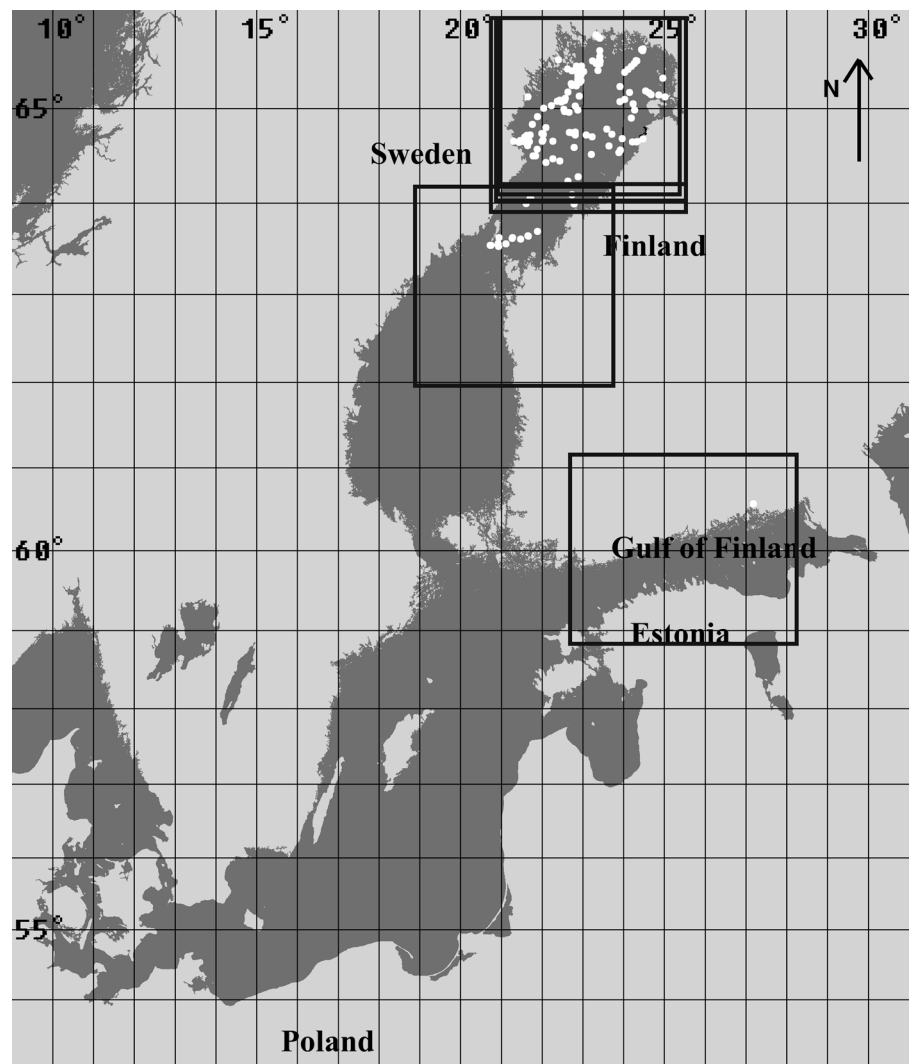 10° 15° 20° 25° 30°
N
65°
Sweden
Finland
60°
Gulf of Finland
Estonia
55°
Poland